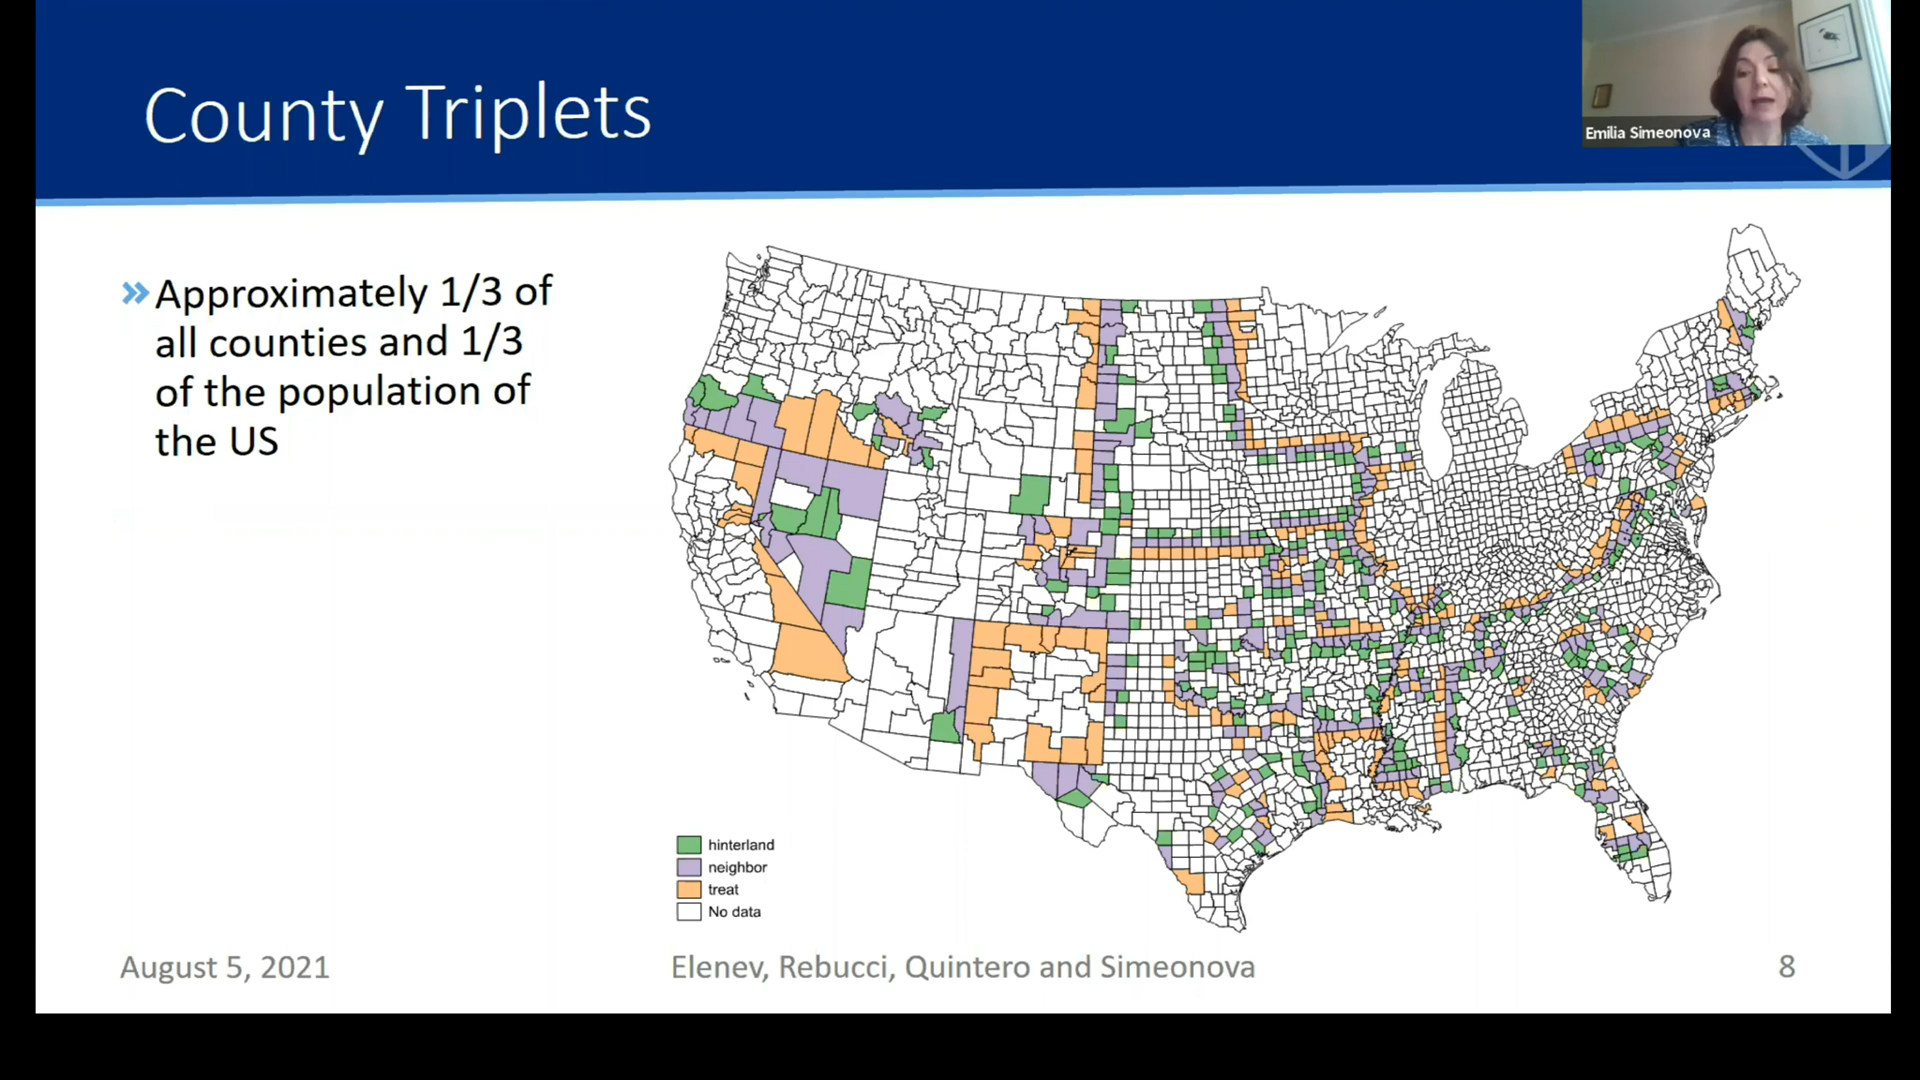 County Triplets
Emilia Simeonova
» Approximately 1/3 of
all counties and 1/3
of the population of
the US
hinterland
neighbor
treat
No data
August 5, 2021
Elenev, Rebucci, Quintero and Simeonova
8